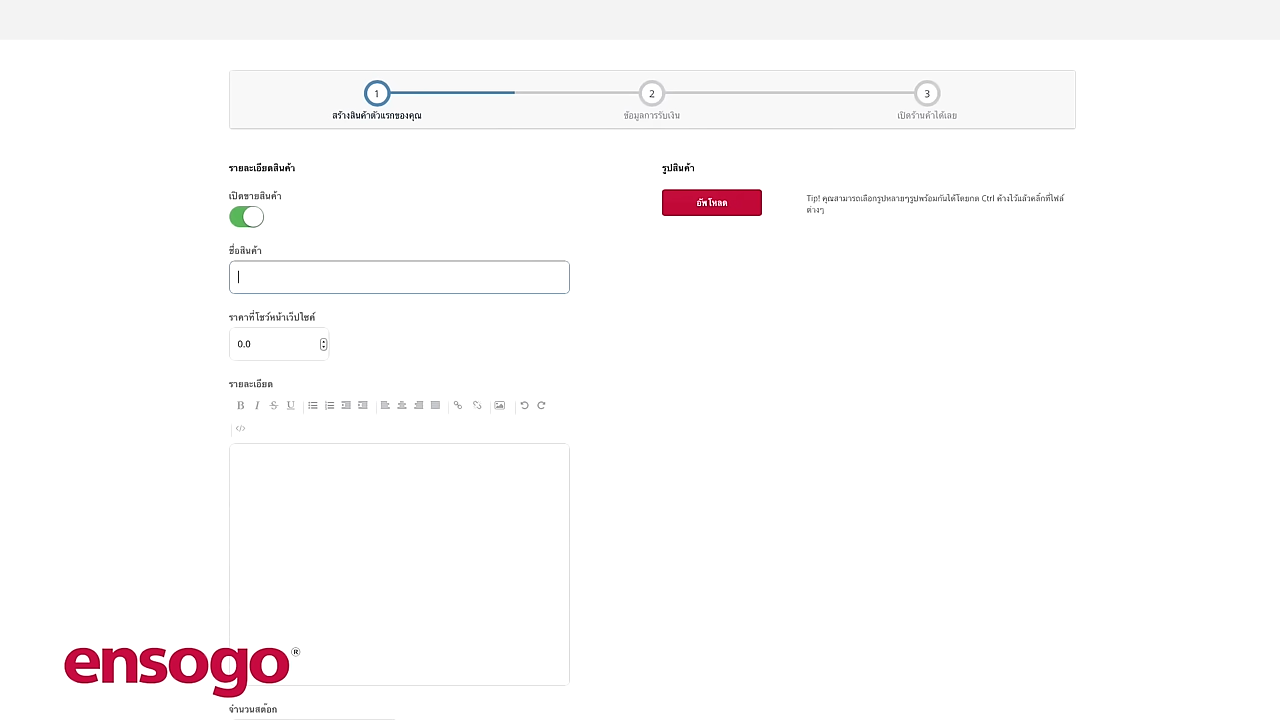 1
2
3
สร้างสินค้าตัวแรกของคุณ
ข้อมูลการรับเงิน
เปิดร้านค้าได้เลย
รายละเอียดสินค้า
เปิดขายสินค้า
ชื่อสินค้า
ราคาที่โชว์หน้าเว็ปไซต์
0.0
รายละเอียด
B I S U
</>
จำนวนสต๊อก
รูปสินค้า
อัพโหลด
Tip! คุณสามารถเลือกรูปหลายๆรูปพร้อมกันได้โดยกด Ctrl ค้างไว้แล้วคลิ๊กที่ไฟล์
ต่างๆ
ensogo®